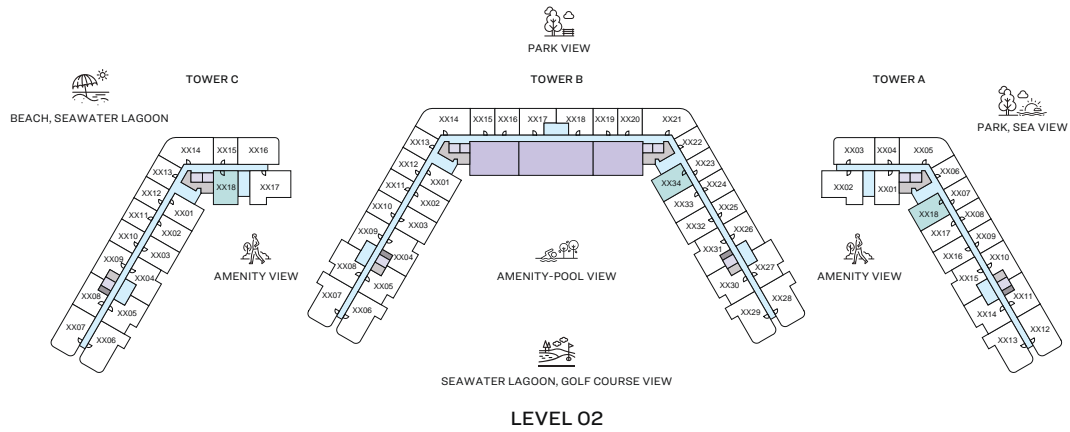 PARK VIEW
TOWER C
TOWER B
TOWER A
BEACH, SEAWATER LAGOON
PARK, SEA VIEW
XX14
XX15
XX16
XX13
XX18
XX17
XX12
XX01
XX11
XX02
XX10
XX03
XX09
XX04
XX08
XX05
XX07
XX06
XX14
XX15
XX16
XX17
XX18
XX19
XX20
XX21
XX13
XX22
XX12
XX01
XX23
XX11
XX02
XX34
XX24
XX10
XX03
XX33
XX25
XX09
XX32
XX26
XX08
XX04
XX31
XX27
XX05
XX30
XX07
XX28
XX06
XX29
XX03
XX04
XX05
XX02
XX01
XX06
XX07
XX18
XX08
XX17
XX09
XX16
XX10
XX15
XX11
XX14
XX12
XX13
AMENITY VIEW
AMENITY-POOL VIEW
AMENITY VIEW
SEAWATER LAGOON, GOLF COURSE VIEW
LEVEL 02